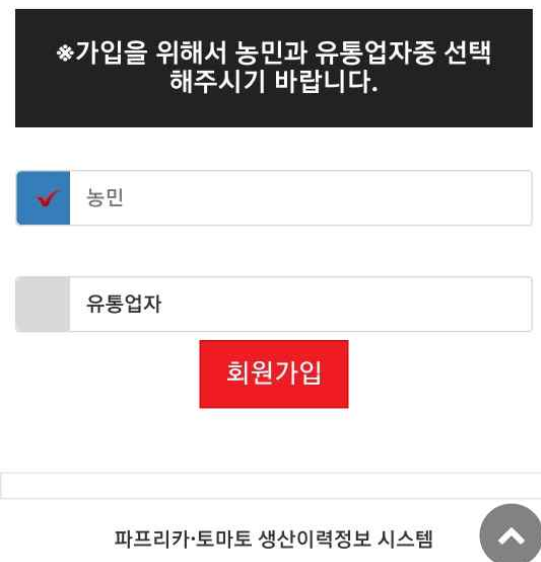 ※가입을 위해서 농민과 유통업자중 선택
해주시기 바랍니다.
농민
유통업자
회원가입
파프리카·토마토 생산이력정보 시스템